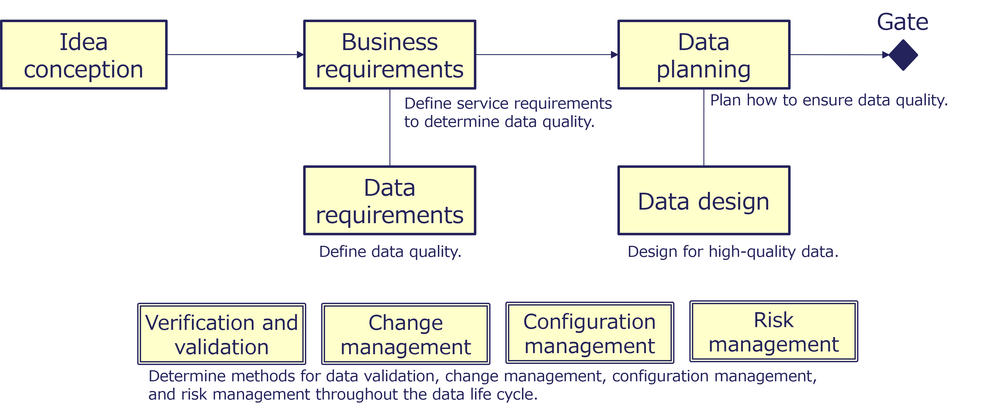 Idea
conception
Business
requirements
Data
planning
Gate
Define service requirements
to determine data quality.
Plan how to ensure data quality.
Data
requirements
Data design
Define data quality.
Design for high-quality data.
Verification and
validation
Change
management
Configuration
management
Risk
management
Determine methods for data validation, change management, configuration management,
and risk management throughout the data life cycle.